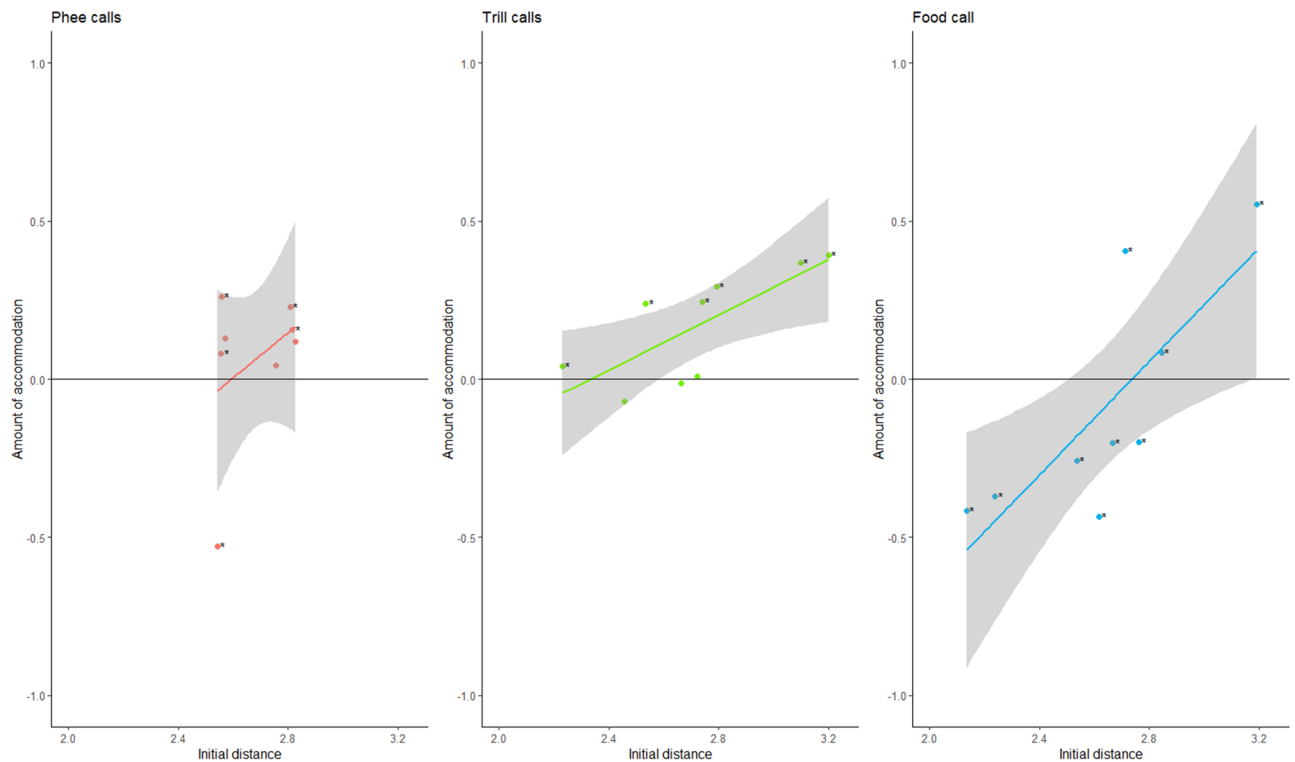 Phee calls
Trill calls
Food call
1.0
0.5
0.0
-0.5
-1.0
Amount of accommodation
2.0 2.4 2.8 3.2
Initial distance
* * * * * *
1.0
0.5
0.0
-0.5
-1.0
Amount of accommodation
2.0 2.4 2.8 3.2
Initial distance
* * * * * *
1.0
0.5
0.0
-0.5
-1.0
Amount of accommodation
2.0 2.4 2.8 3.2
Initial distance
* * * * * * * * *